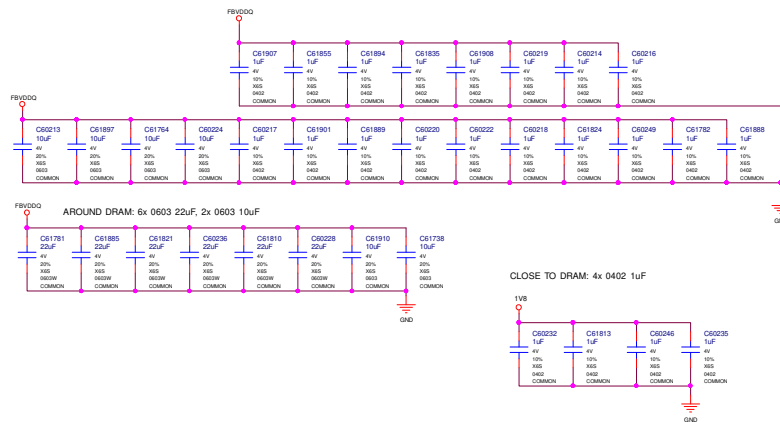 FBVDDQ
C61907 C61855 C61894 C61835 C61908 C60219 C60214 C60216
1uF 1uF 1uF 1uF 1uF 1uF 1uF 1uF
4V 4V 4V 4V 4V 4V 4V 4V
10% 10% 10% 10% 10% 10% 10% 10%
X6S X6S X6S X6S X6S X6S X6S X6S
0402 0402 0402 0402 0402 0402 0402 0402
COMMON COMMON COMMON COMMON COMMON COMMON COMMON COMMON
FBVDDQ
C60213 C61897 C61764 C60224 C60217 C61901 C61889 C60220 C60222 C60218 C61824 C60249 C61782 C61888
10uF 10uF 10uF 10uF 1uF 1uF 1uF 1uF 1uF 1uF 1uF 1uF 1uF 1uF
4V 4V 4V 4V 4V 4V 4V 4V 4V 4V 4V 4V 4V 4V
20% 20% 20% 20% 10% 10% 10% 10% 10% 10% 10% 10% 10% 10%
X6S X6S X6S X6S X6S X6S X6S X6S X6S X6S X6S X6S X6S X6S
0603 0603 0603 0603 0402 0402 0402 0402 0402 0402 0402 0402 0402 0402
COMMON COMMON COMMON COMMON COMMON COMMON COMMON COMMON COMMON COMMON COMMON COMMON COMMON COMMON
FBVDDQ
AROUND DRAM: 6x 0603 22uF, 2x 0603 10uF
C61781 C61885 C61821 C60236 C61810 C60228 C61910 C61738
22uF 22uF 22uF 22uF 22uF 22uF 10uF 10uF
4V 4V 4V 4V 4V 4V 4V 4V
20% 20% 20% 20% 20% 20% 20% 20%
X6S X6S X6S X6S X6S X6S X6S X6S
0603W 0603W 0603W 0603W 0603W 0603W 0603 0603
COMMON COMMON COMMON COMMON COMMON COMMON COMMON COMMON
GND
CLOSE TO DRAM: 4x 0402 1uF
1V8
C60232 C61813 C60246 C60235
1uF 1uF 1uF 1uF
4V 4V 4V 4V
10% 10% 10% 10%
X6S X6S X6S X6S
0402 0402 0402 0402
COMMON COMMON COMMON COMMON
GND